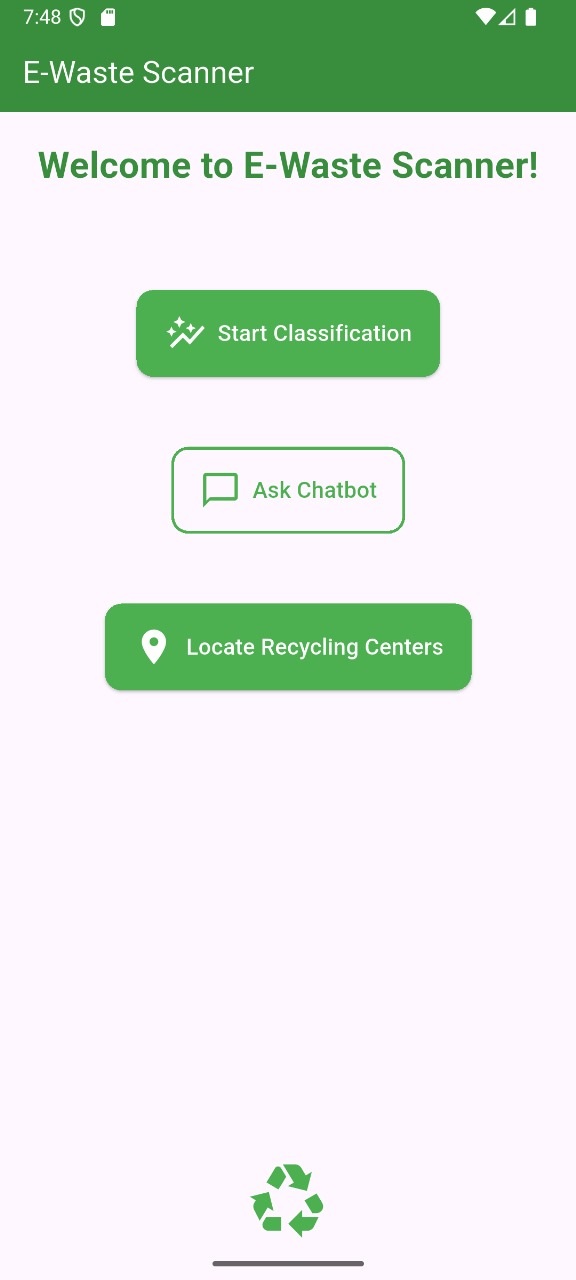 7:48
E-Waste Scanner
Welcome to E-Waste Scanner!
Start Classification
Ask Chatbot
Locate Recycling Centers